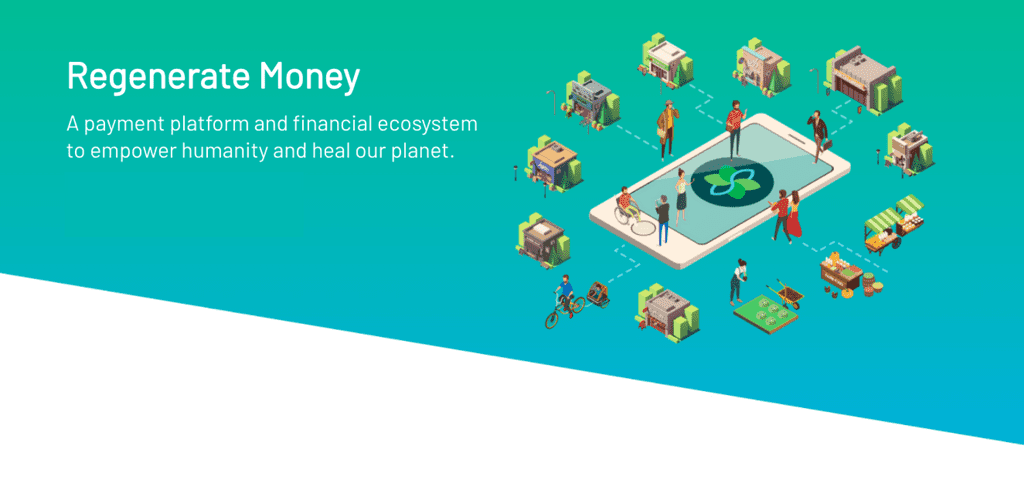 Regenerate Money
A payment platform and financial ecosystem
to empower humanity and heal our planet.